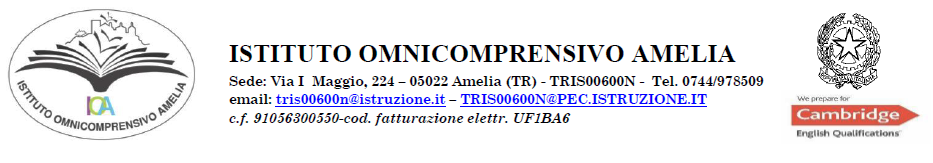 ISTITUTO OMNICOMPRENSIVO AMELIA
ICA
ISTITUTO OMNICOMPRENSIVO AMELIA
Sede: Via I Maggio, 224 – 05022 Amelia (TR) - TRIS00600N - Tel. 0744/978509
email: tris00600n@istruzione.it – TRIS00600N@PEC.ISTRUZIONE.IT
c.f. 91056300550-cod. fatturazione elettr. UF1BA6
We prepare for
Cambridge
English Qualifications